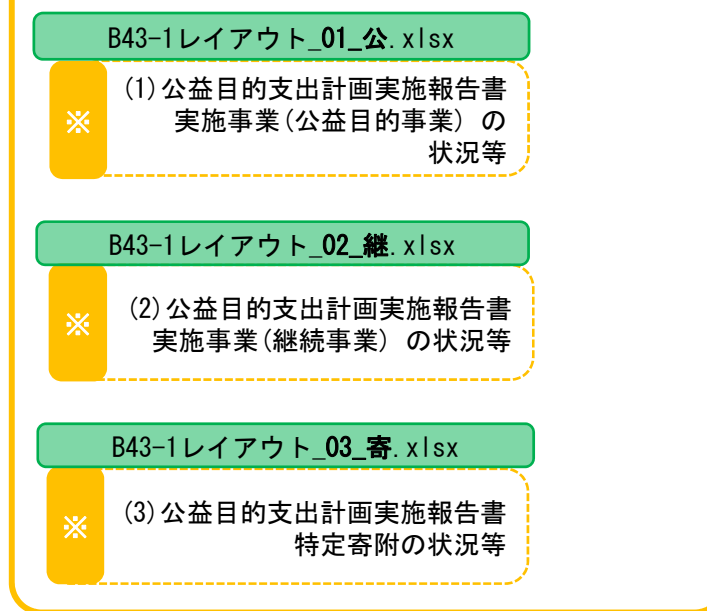 B43-1レイアウト_01_公.xlsx
※
(1)公益目的支出計画実施報告書
実施事業(公益目的事業) の
状況等
B43-1レイアウト_02_継.xlsx
※
(2)公益目的支出計画実施報告書
実施事業(継続事業) の状況等
B43-1レイアウト_03_寄.xlsx
※
(3)公益目的支出計画実施報告書
特定寄附の状況等